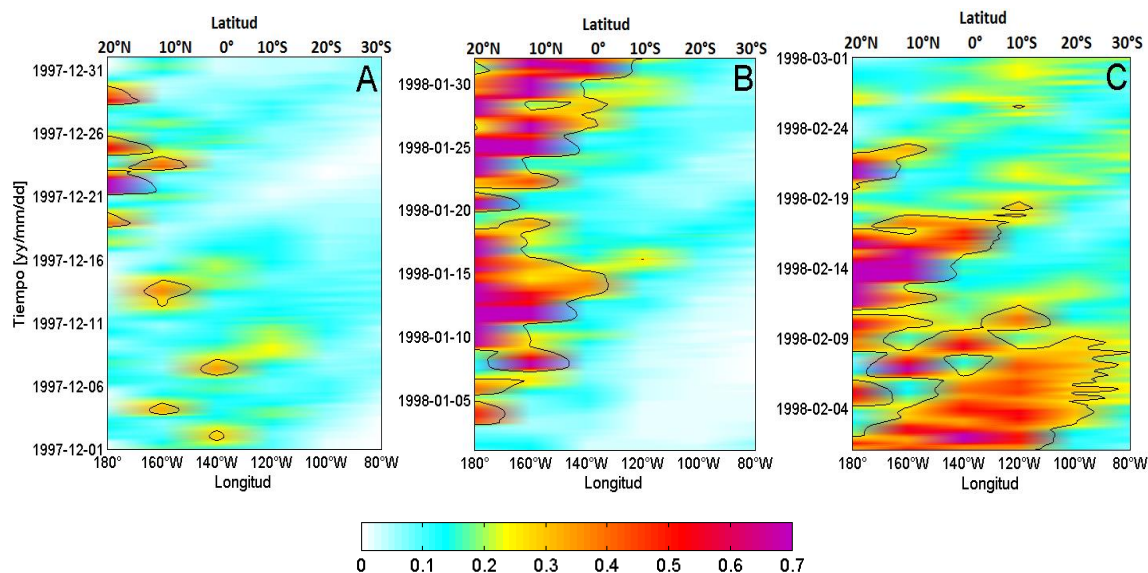 Latitud
20°N 10°N 0° 10°S 20°S 30°S
A
1997-12-31
1997-12-26
1997-12-21
1997-12-16
1997-12-11
1997-12-06
1997-12-01
Tiempo [yy/mm/dd]
180° 160°W 140°W 120°W 100°W 80°W
Longitud
Latitud
20°N 10°N 0° 10°S 20°S 30°S
B
1998-01-30
1998-01-25
1998-01-20
1998-01-15
1998-01-10
1998-01-05
180° 160°W 140°W 120°W 100°W 80°W
Longitud
Latitud
20°N 10°N 0° 10°S 20°S 30°S
C
1998-03-01
1998-02-24
1998-02-19
1998-02-14
1998-02-09
1998-02-04
180° 160°W 140°W 120°W 100°W 80°W
Longitud
0 0.1 0.2 0.3 0.4 0.5 0.6 0.7